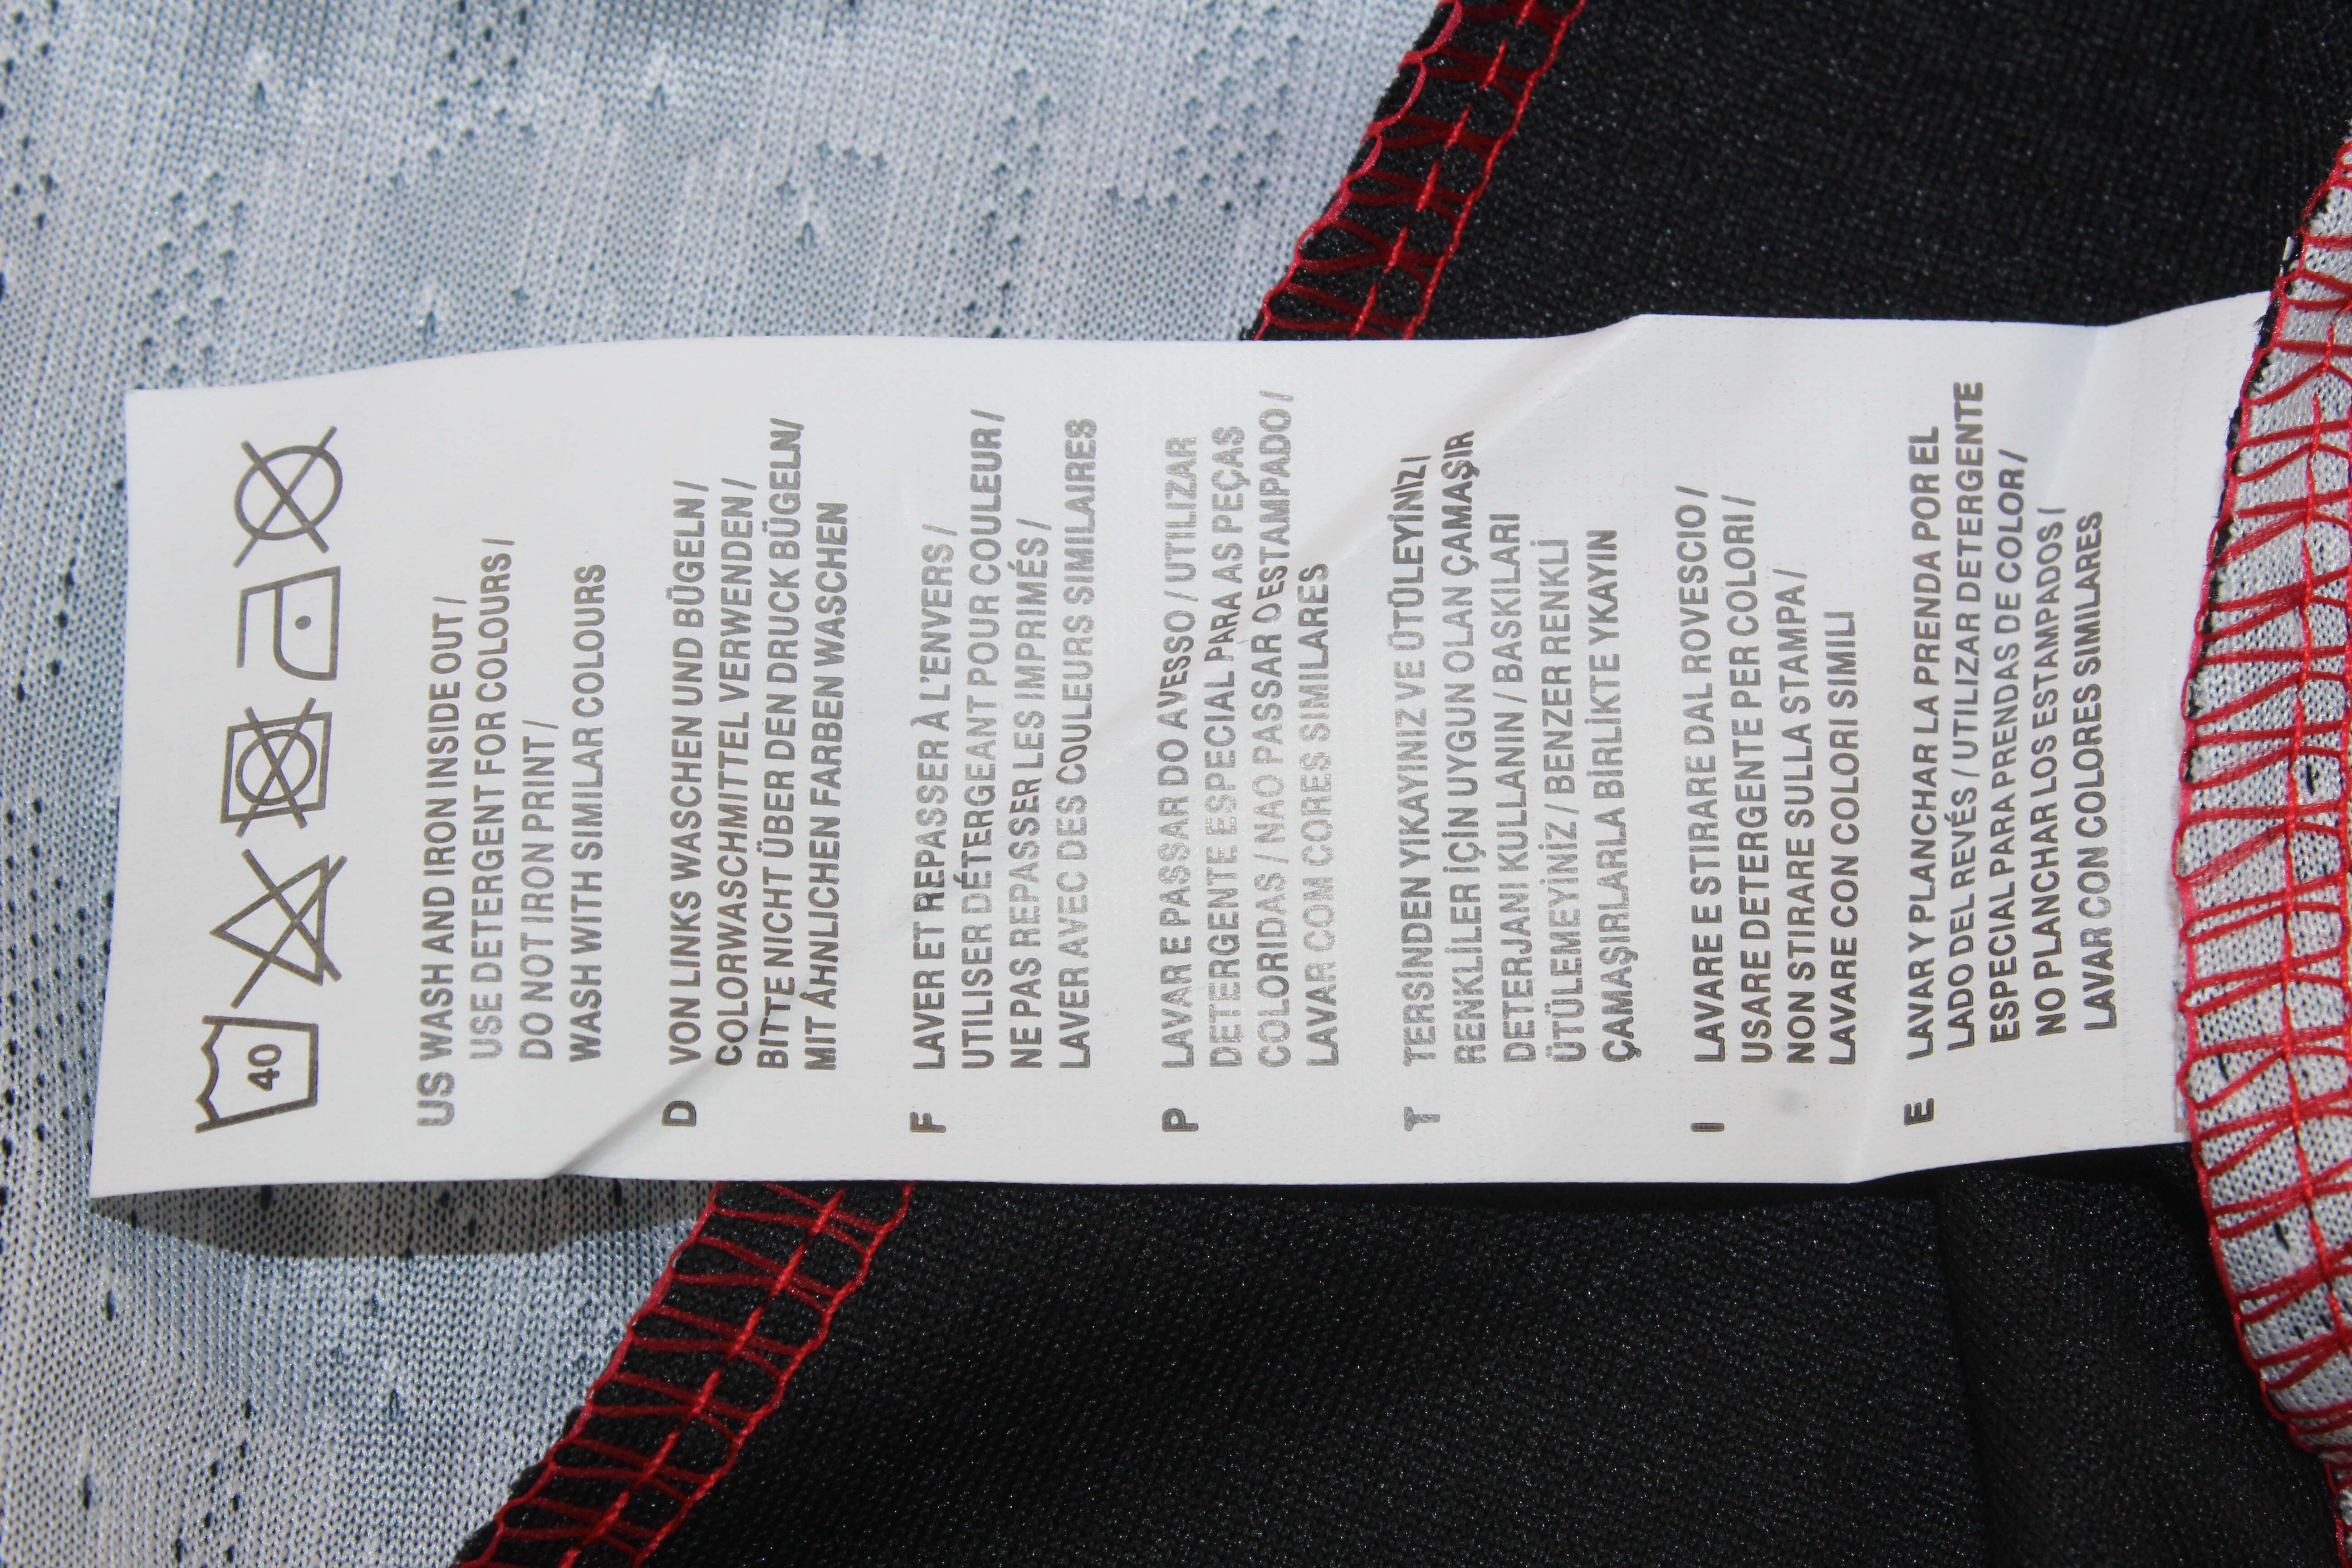 40
US WASH AND IRON INSIDE OUT /
USE DETERGENT FOR COLOURS /
DO NOT IRON PRINT /
WASH WITH SIMILAR COLOURS
D VON LINKS WASCHEN UND BÜGELN /
COLORWASCHMITTEL VERWENDEN /
BITTE NICHT ÜBER DEN DRUCK BÜGELN/
MIT ÂHNLICHEN FARBEN WASCHEN
F LAVER ET REPASSER À L'ENVERS /
UTILISER DÉTERGEANT POUR COULEUR /
NE PAS REPASSER LES IMPRIMÉS /
LAVER AVEC DES COULEURS SIMILAIRES
P LAVAR E PASSAR DO AVESSO / UTILIZAR
DETERGENTE ESPECIAL PARA AS PEÇAS
COLORIDAS / NAO PASSAR O ESTAMPADO /
LAVAR COM CORES SIMILARES
T TERSİNDEN YIKAYINIZ VE ÜTÜLEYİNİZ/
RENKLİLER İÇİN UYGUN OLAN ÇAMAŞIR
DETERJANI KULLANIN / BASKILARI
ÜTÜLEMEYİNİZ / BENZER RENKLİ
ÇAMAŞIRLARLA BİRLİKTE YKAYIN
I LAVARE E STIRARE DAL ROVESCIO /
USARE DETERGENTE PER COLORI /
NON STIRARE SULLA STAMPA /
LAVARE CON COLORI SIMILI
E LAVAR Y PLANCHAR LA PRENDA POR EL
LADO DEL REVÉS / UTILIZAR DETERGENTE
ESPECIAL PARA PRENDAS DE COLOR /
NO PLANCHAR LOS ESTAMPADOS /
LAVAR CON COLORES SIMILARES